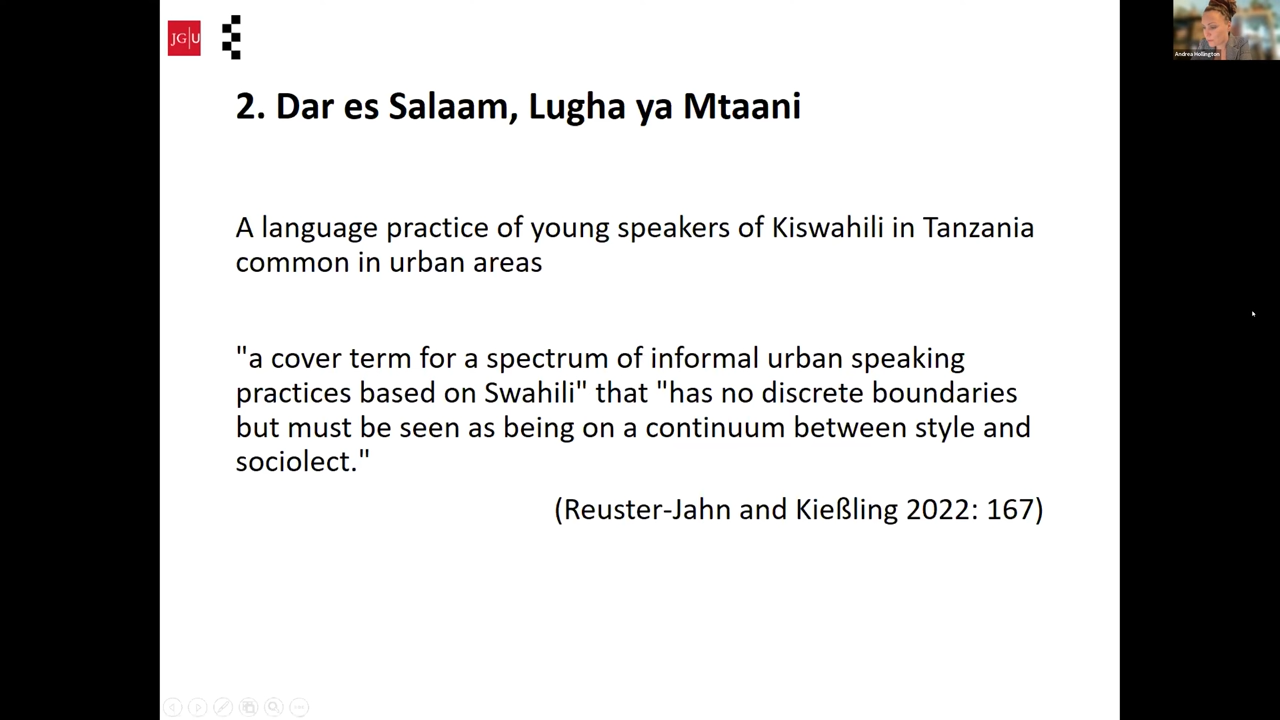 JG|U
Andrea Hollington
2. Dar es Salaam, Lugha ya Mtaani
A language practice of young speakers of Kiswahili in Tanzania
common in urban areas
"a cover term for a spectrum of informal urban speaking
practices based on Swahili" that "has no discrete boundaries
but must be seen as being on a continuum between style and
sociolect."
(Reuster-Jahn and Kießling 2022: 167)